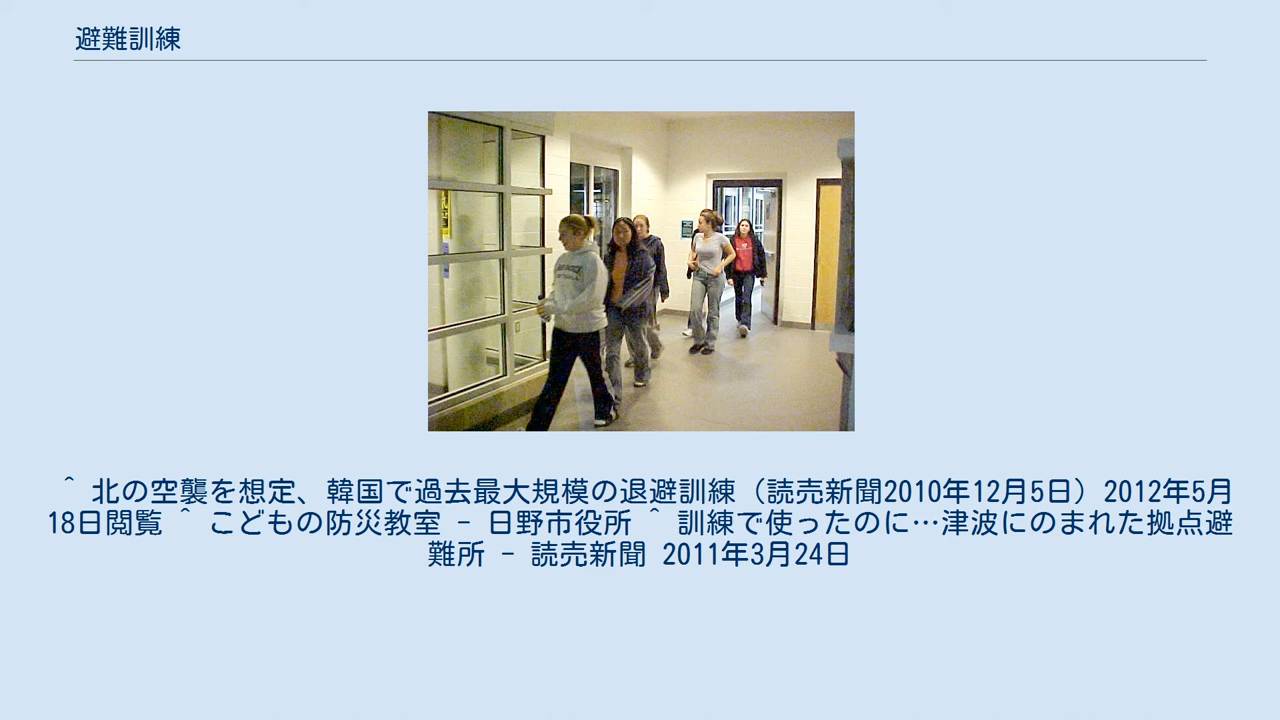 避難訓練
^ 北の空襲を想定、韓国で過去最大規模の退避訓練（読売新聞2010年12月5日）2012年5月
18日閲覧 ^ こどもの防災教室 - 日野市役所 ^ 訓練で使ったのに…津波にのまれた拠点避
難所 - 読売新聞 2011年3月24日